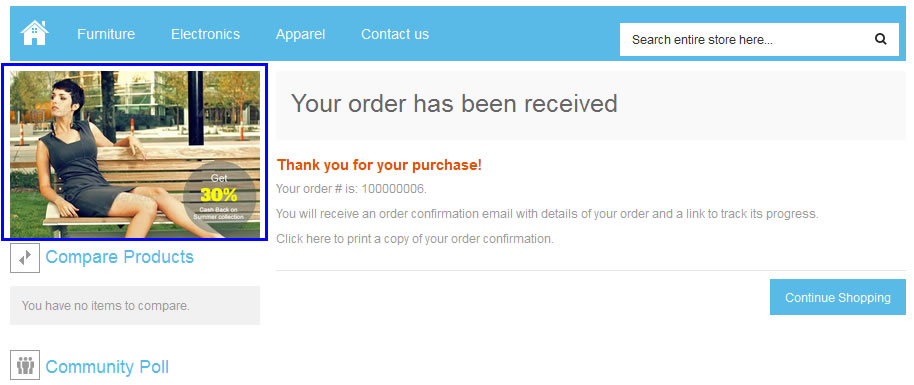 Furniture Electronics Apparel Contact us
Search entire store here...
Get
30%
Cash Back on
Summer collection
Your order has been received
Thank you for your purchase!
Your order # is: 100000006.
You will receive an order confirmation email with details of your order and a link to track its progress.
Click here to print a copy of your order confirmation.
Continue Shopping
Compare Products
You have no items to compare.
Community Poll